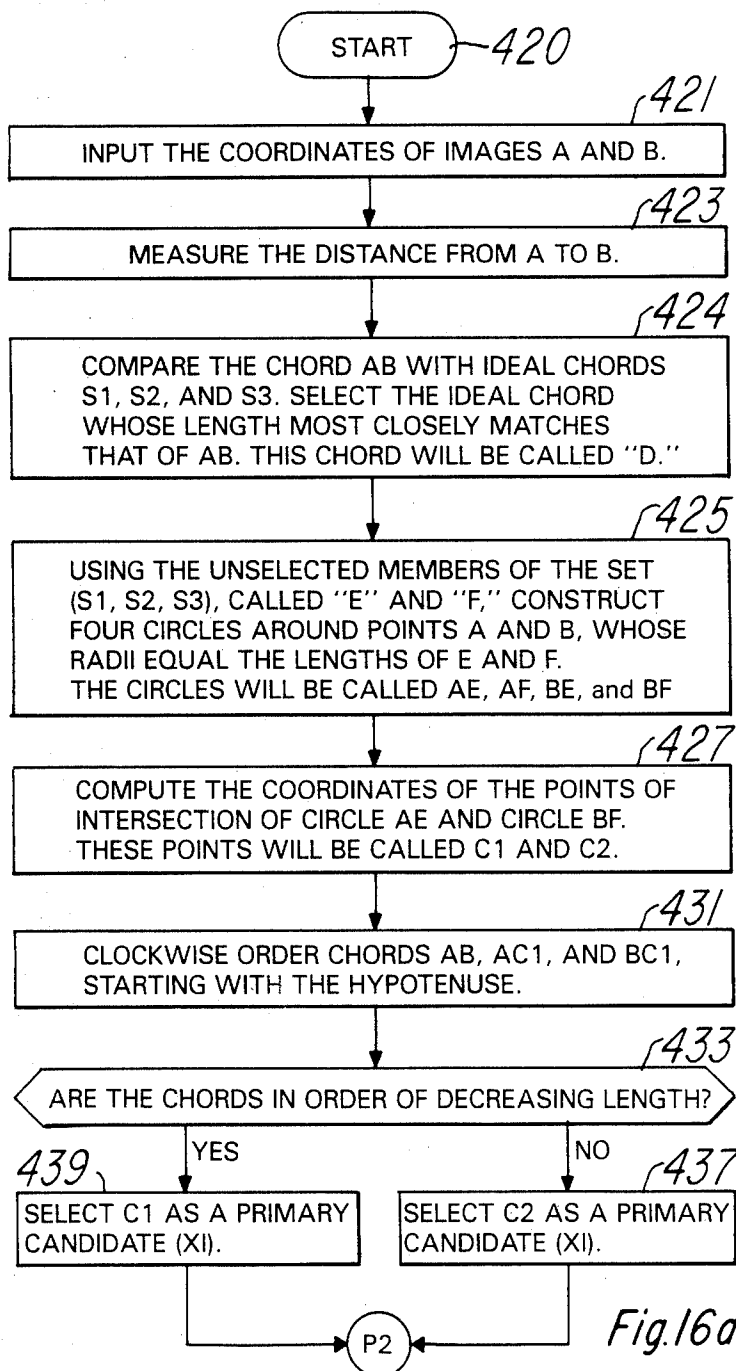 START
420
421
INPUT THE COORDINATES OF IMAGES A AND B.
423
MEASURE THE DISTANCE FROM A TO B.
424
COMPARE THE CHORD AB WITH IDEAL CHORDS
S1, S2, AND S3. SELECT THE IDEAL CHORD
WHOSE LENGTH MOST CLOSELY MATCHES
THAT OF AB. THIS CHORD WILL BE CALLED "D."
425
USING THE UNSELECTED MEMBERS OF THE SET
(S1, S2, S3), CALLED "E" AND "F," CONSTRUCT
FOUR CIRCLES AROUND POINTS A AND B, WHOSE
RADII EQUAL THE LENGTHS OF E AND F.
THE CIRCLES WILL BE CALLED AE, AF, BE, and BF
427
COMPUTE THE COORDINATES OF THE POINTS OF
INTERSECTION OF CIRCLE AE AND CIRCLE BF.
THESE POINTS WILL BE CALLED C1 AND C2.
431
CLOCKWISE ORDER CHORDS AB, AC1, AND BC1,
STARTING WITH THE HYPOTENUSE.
433
ARE THE CHORDS IN ORDER OF DECREASING LENGTH?
YES
NO
439
437
SELECT C1 AS A PRIMARY
CANDIDATE (XI).
SELECT C2 AS A PRIMARY
CANDIDATE (XI).
P2
Fig.16a